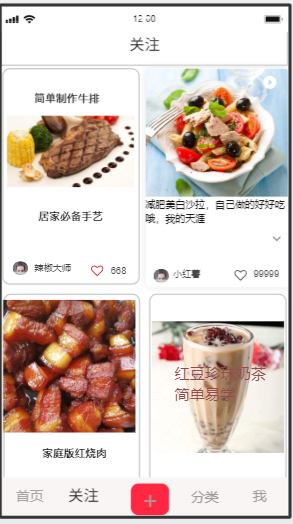 12:00
关注
简单制作牛排
居家必备手艺
辣椒大师 668
减肥美白沙拉，自己做的好好吃
哦，我的天涯
小红薯 99999
家庭版红烧肉
红豆珍珠奶茶
简单易学
首页 关注 + 分类 我